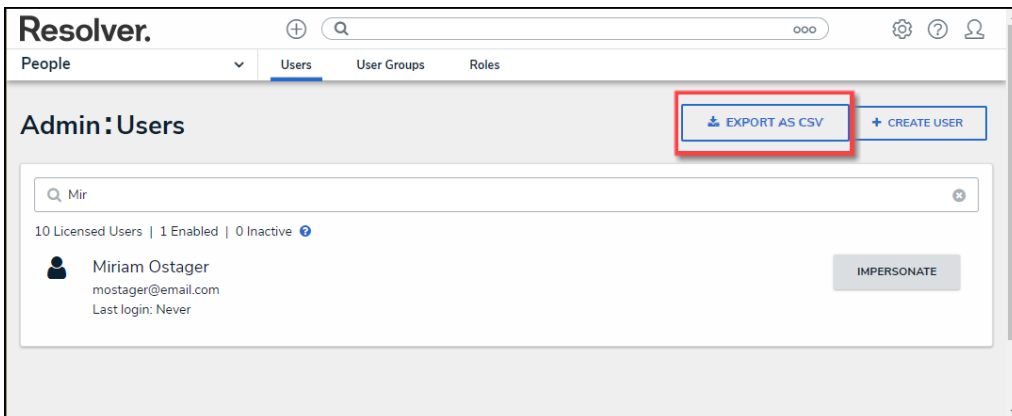 Resolver.
ooo
People
Users
User Groups
Roles
Admin:Users
EXPORT AS CSV
+ CREATE USER
Mir
10 Licensed Users | 1 Enabled | 0 Inactive ?
Miriam Ostager
IMPERSONATE
mostager@email.com
Last login: Never